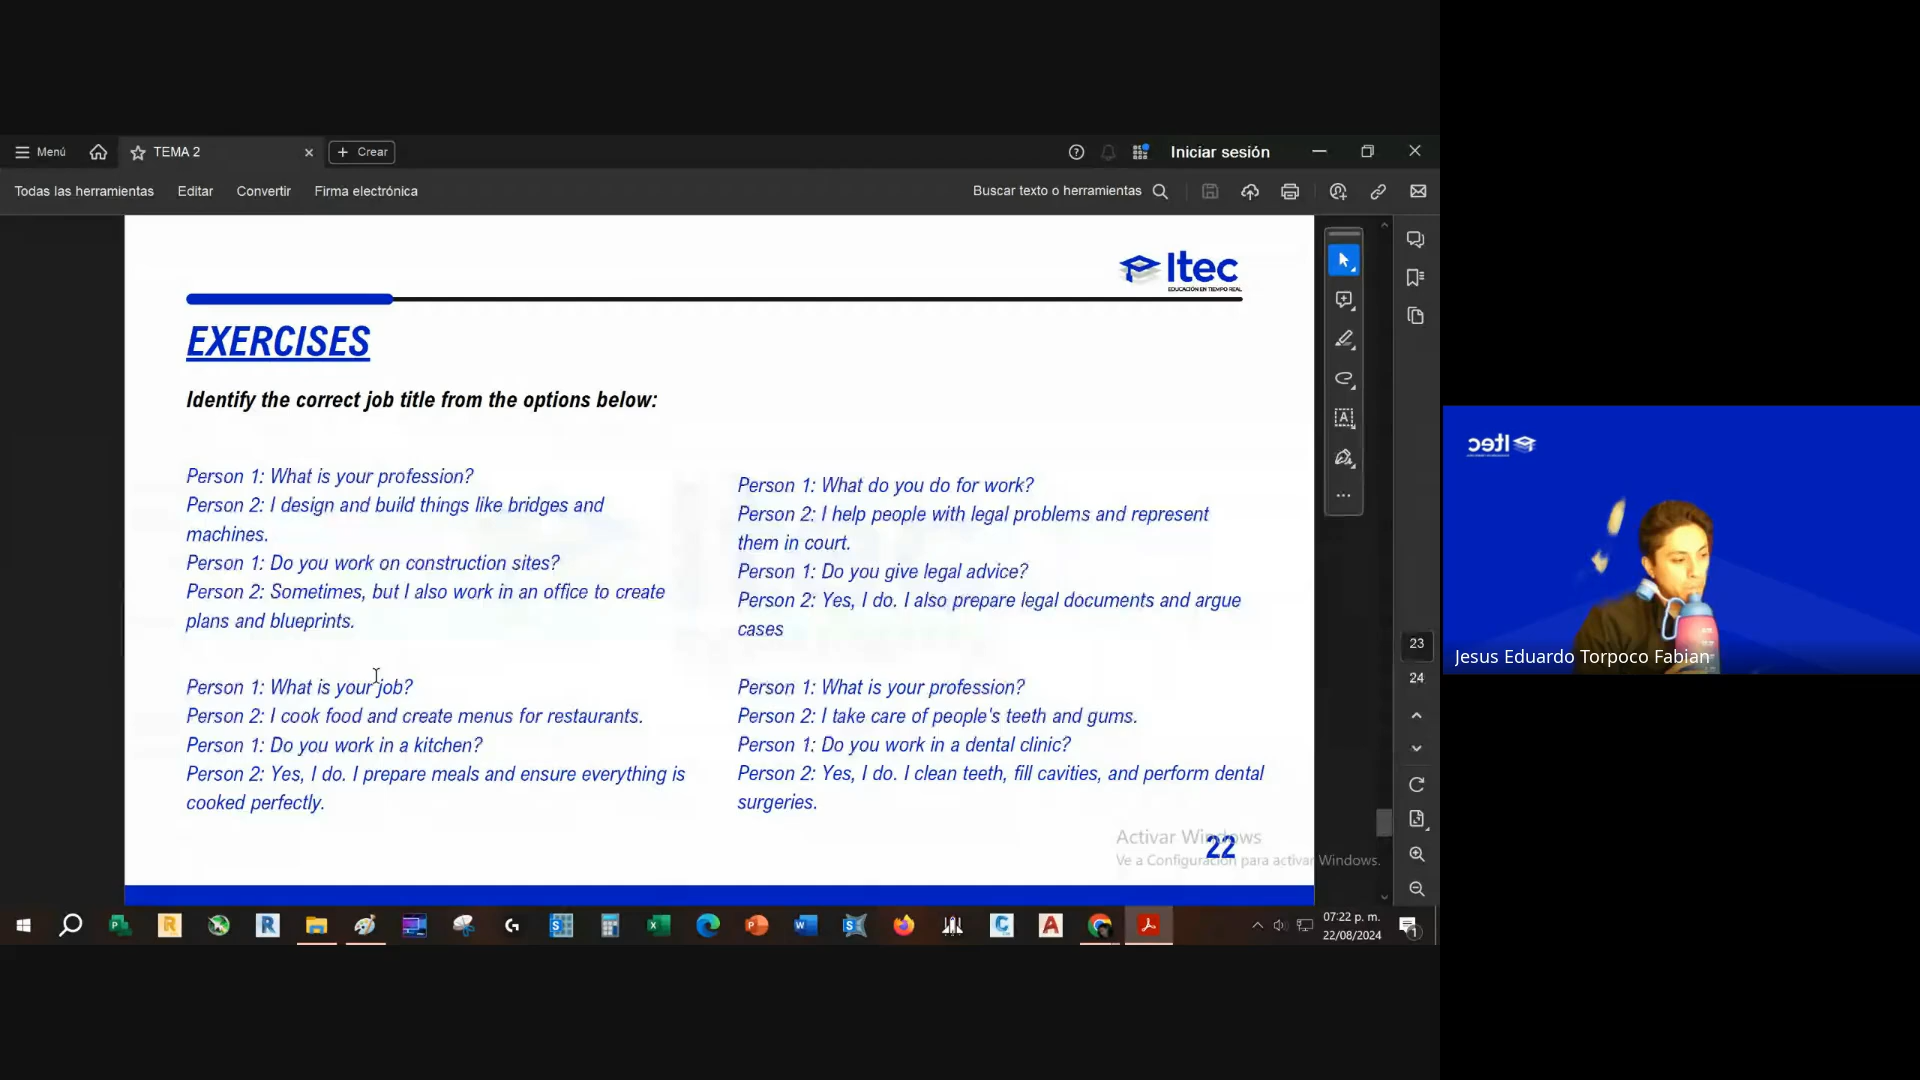 Menú
TEMA 2
Crear
Iniciar sesión
Todas las herramientas
Editar
Convertir
Firma electrónica
Buscar texto o herramientas
Itec
EDUCACIÓN EN TIEMPO REAL
EXERCISES
Identify the correct job title from the options below:
Person 1: What is your profession?
Person 2: I design and build things like bridges and
machines.
Person 1: Do you work on construction sites?
Person 2: Sometimes, but I also work in an office to create
plans and blueprints.
Person 1: What is your job?
Person 2: I cook food and create menus for restaurants.
Person 1: Do you work in a kitchen?
Person 2: Yes, I do. I prepare meals and ensure everything is
cooked perfectly.
Person 1: What do you do for work?
Person 2: I help people with legal problems and represent
them in court.
Person 1: Do you give legal advice?
Person 2: Yes, I do. I also prepare legal documents and argue
cases
Person 1: What is your profession?
Person 2: I take care of people's teeth and gums.
Person 1: Do you work in a dental clinic?
Person 2: Yes, I do. I clean teeth, fill cavities, and perform dental
surgeries.
22
Activar Windows
Ve a Configuración para activar Windows.
23
24
07:22 p. m.
22/08/2024
1
Itec
Jesus Eduardo Torpoco Fabian